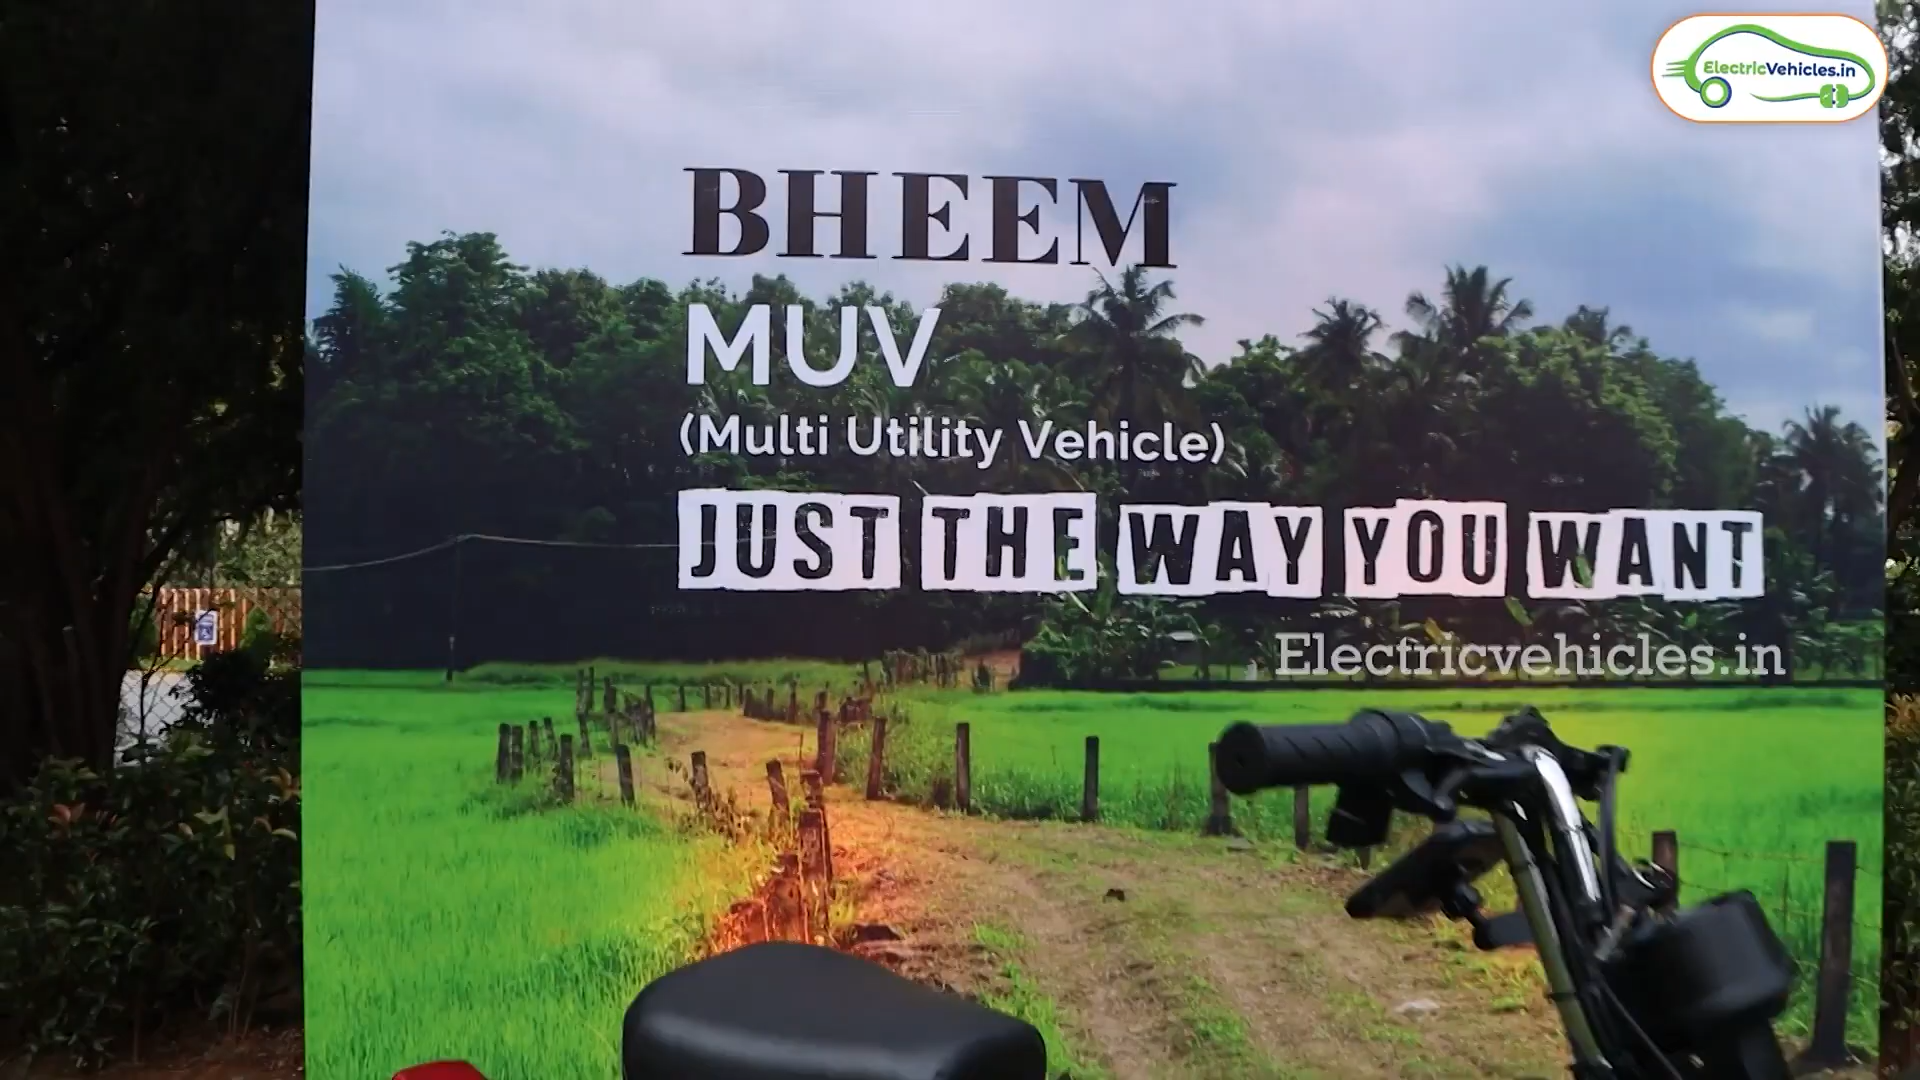 ElectricVehicles.in
BHEEM
MUV
(Multi Utility Vehicle)
JUST THE WAY YOU WANT
Electricvehicles.in